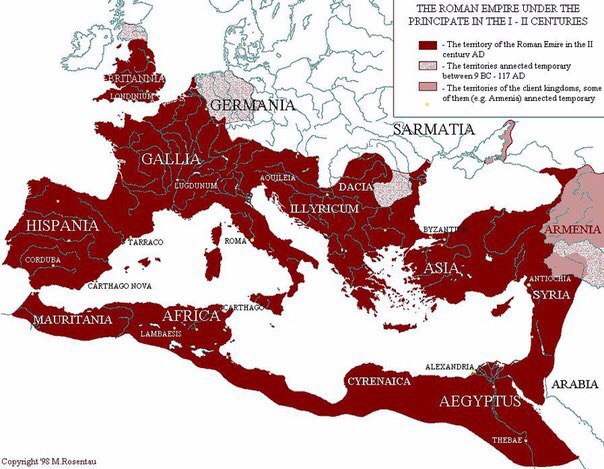 THE ROMAN EMPIRE UNDER THE
PRINCIPATE IN THE I - II CENTURIES
- The territory of the Roman Emire in the II
century AD
- The territories annected temporary
between 9 BC - 117 AD
- The territories of the client kingdoms, some
of them (e.g. Armenis) annected temporary
BRITANNIA
LONDINIUM
GERMANIA
SARMATIA
GALLIA
LUGDUNUM
AQUILEIA
DACIA
ILLYRICUM
HISPANIA
TARRACO
ROMA
BYZANTIUM
ARMENIA
CORDUBA
ASIA
CARTHAGO NOVA
ANTIOCHIA
SYRIA
CARTHAGO
MAURITANIA
AFRICA
LAMBAESIS
ALEXANDRIA
CYRENAICA
ARABIA
AEGYPTUS
THEBAE
Copyright '98 M.Rosentau